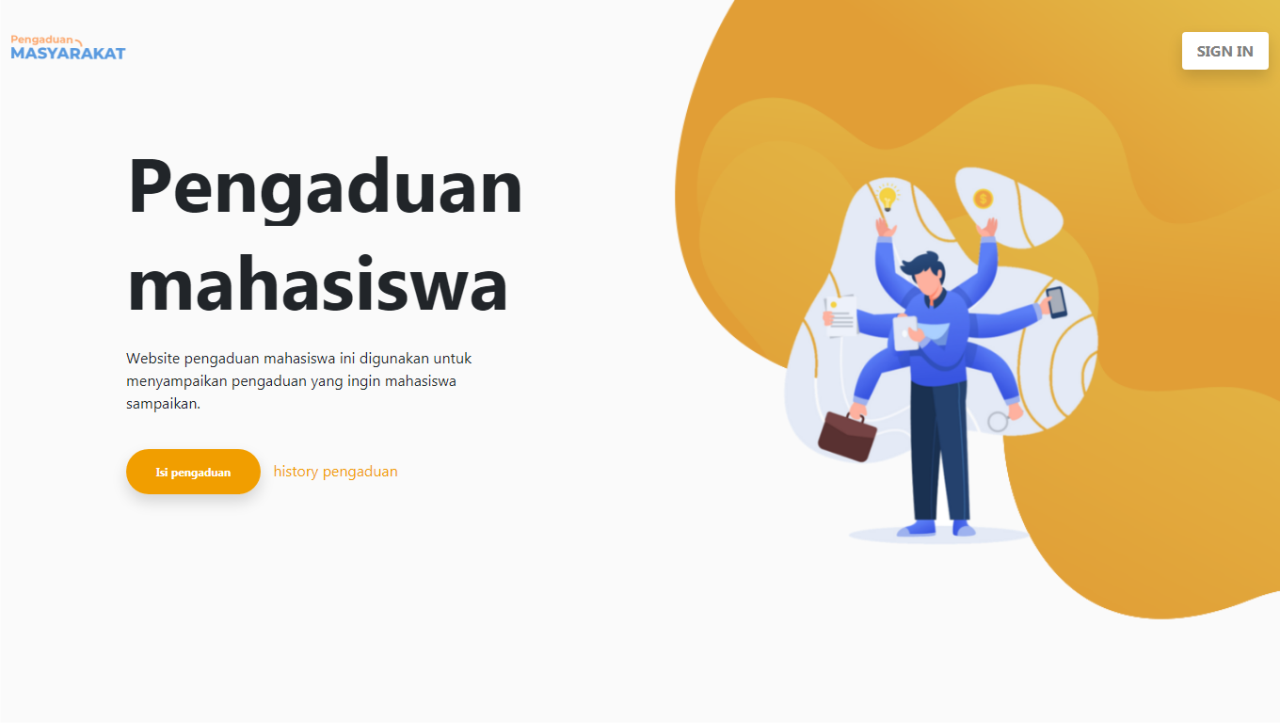 Pengaduan
MASYARAKAT
SIGN IN
Pengaduan
mahasiswa
Website pengaduan mahasiswa ini digunakan untuk
menyampaikan pengaduan yang ingin mahasiswa
sampaikan.
Isi pengaduan
history pengaduan
$